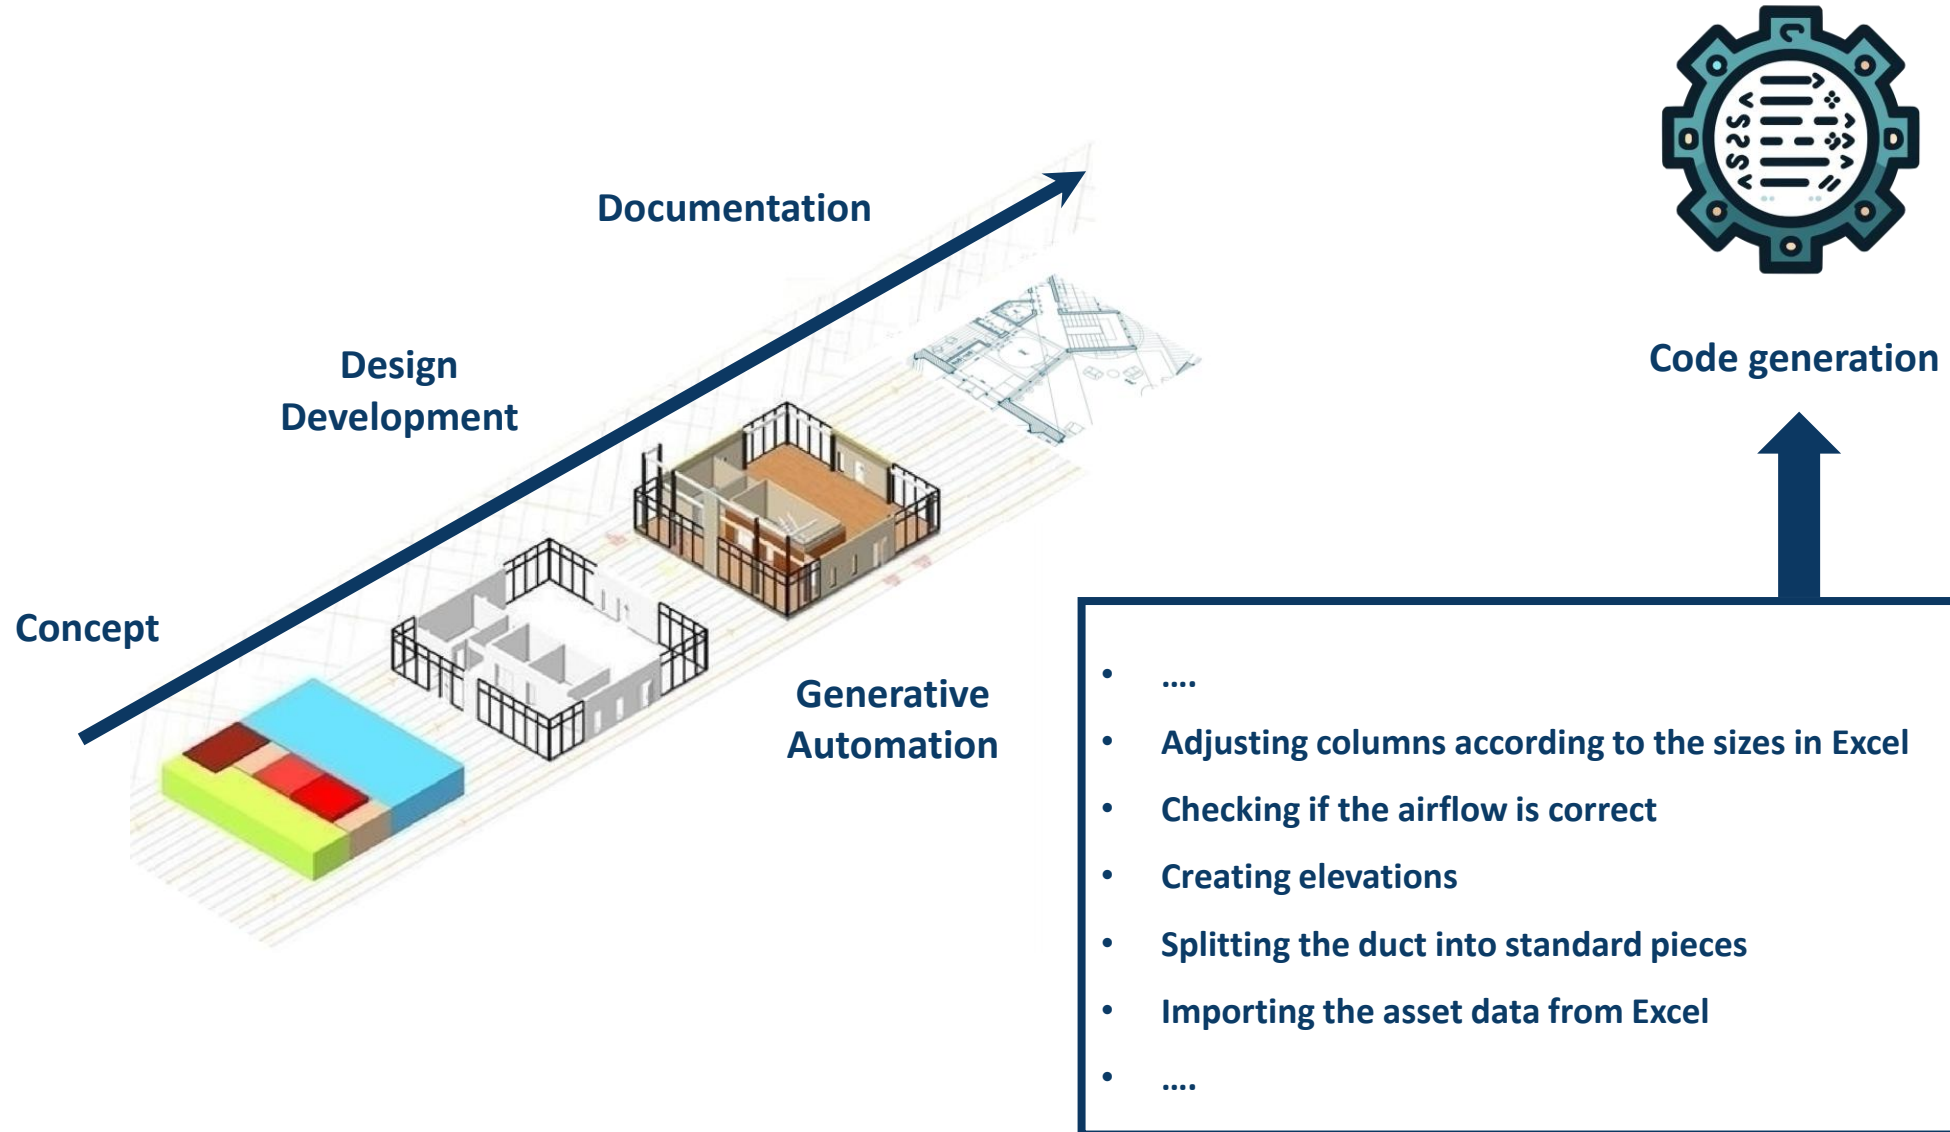 Documentation
Design
Development
Concept
Generative
Automation
Code generation
• ....
• Adjusting columns according to the sizes in Excel
• Checking if the airflow is correct
• Creating elevations
• Splitting the duct into standard pieces
• Importing the asset data from Excel
• ....